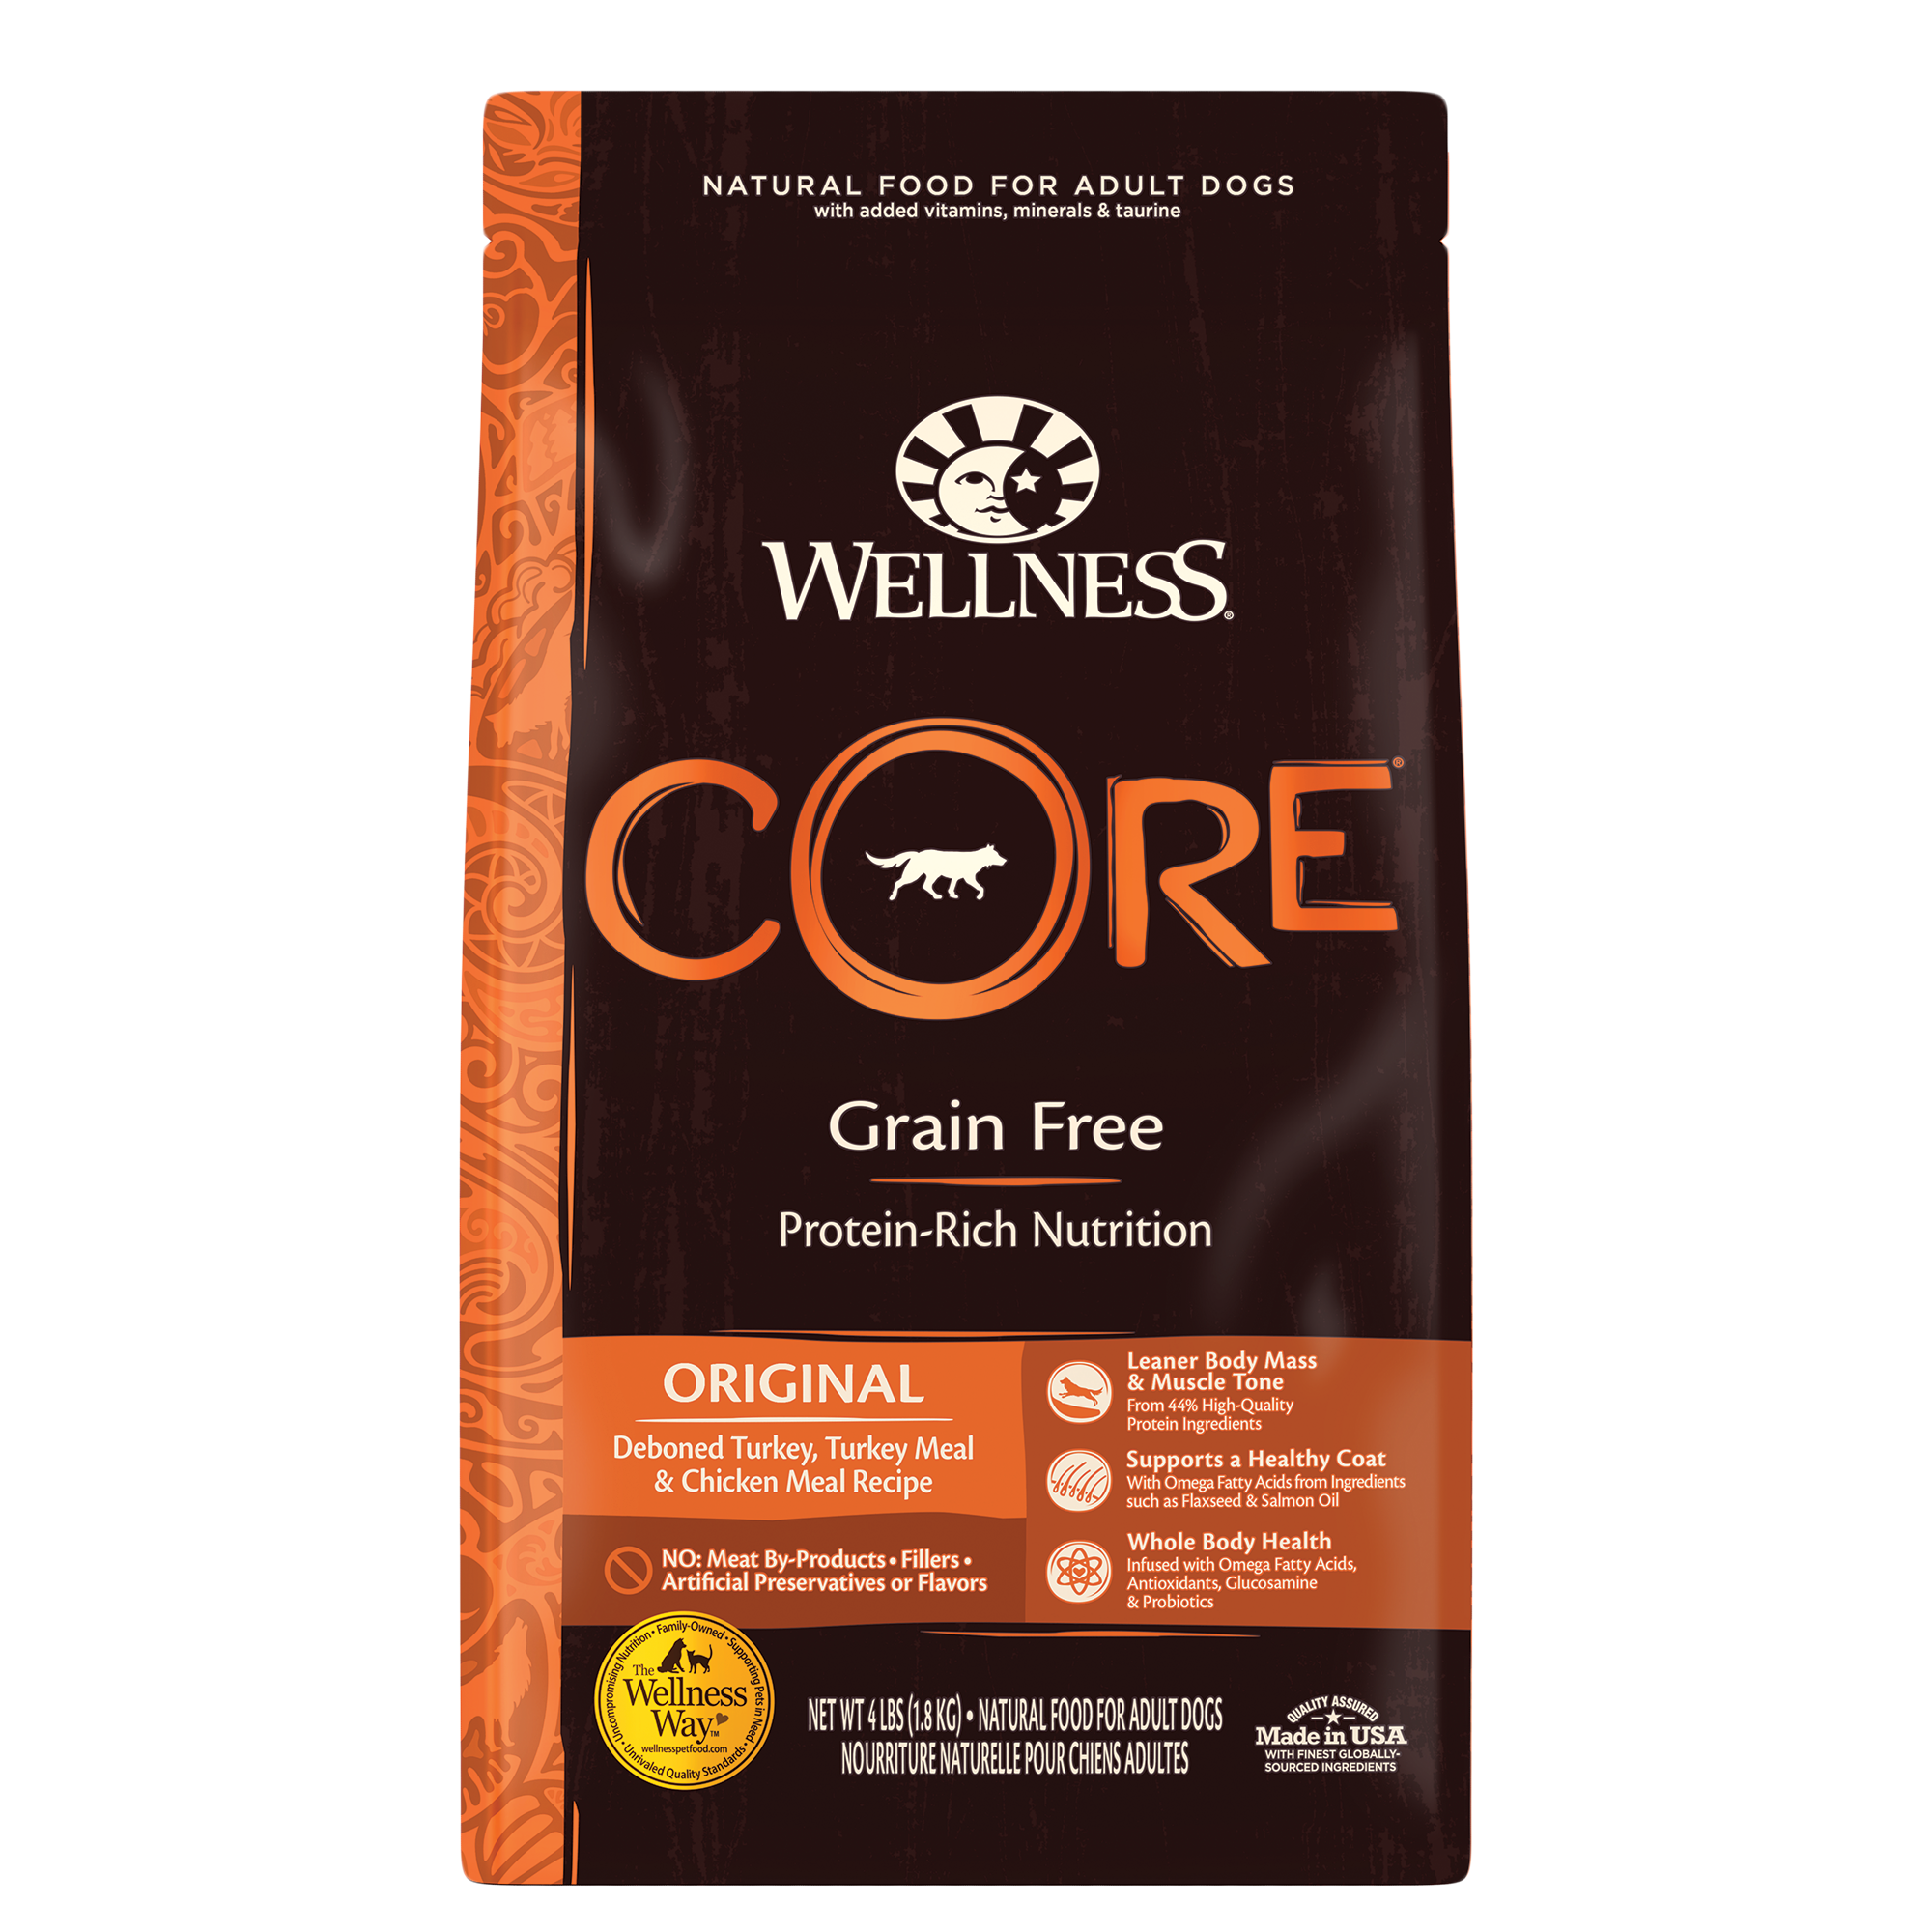 NATURAL FOOD FOR ADULT DOGS
with added vitamins, minerals & taurine
WELLNESS®
CORE®
Grain Free
Protein-Rich Nutrition
ORIGINAL
Deboned Turkey, Turkey Meal
& Chicken Meal Recipe
NO: Meat By-Products • Fillers •
Artificial Preservatives or Flavors
Leaner Body Mass
& Muscle Tone
From 44% High-Quality
Protein Ingredients
Supports a Healthy Coat
With Omega Fatty Acids from Ingredients
such as Flaxseed & Salmon Oil
Whole Body Health
Infused with Omega Fatty Acids,
Antioxidants, Glucosamine
& Probiotics
Uncompromising Nutrition • Family-Owned • Supporting Pets in Need •
The
Wellness
Way™
wellnesspetfood.com
• Unrivaled Quality Standards •
NET WT 4 LBS (1.8 KG) • NATURAL FOOD FOR ADULT DOGS
NOURRITURE NATURELLE POUR CHIENS ADULTES
QUALITY ASSURED
Made in USA
WITH FINEST GLOBALLY-
SOURCED INGREDIENTS